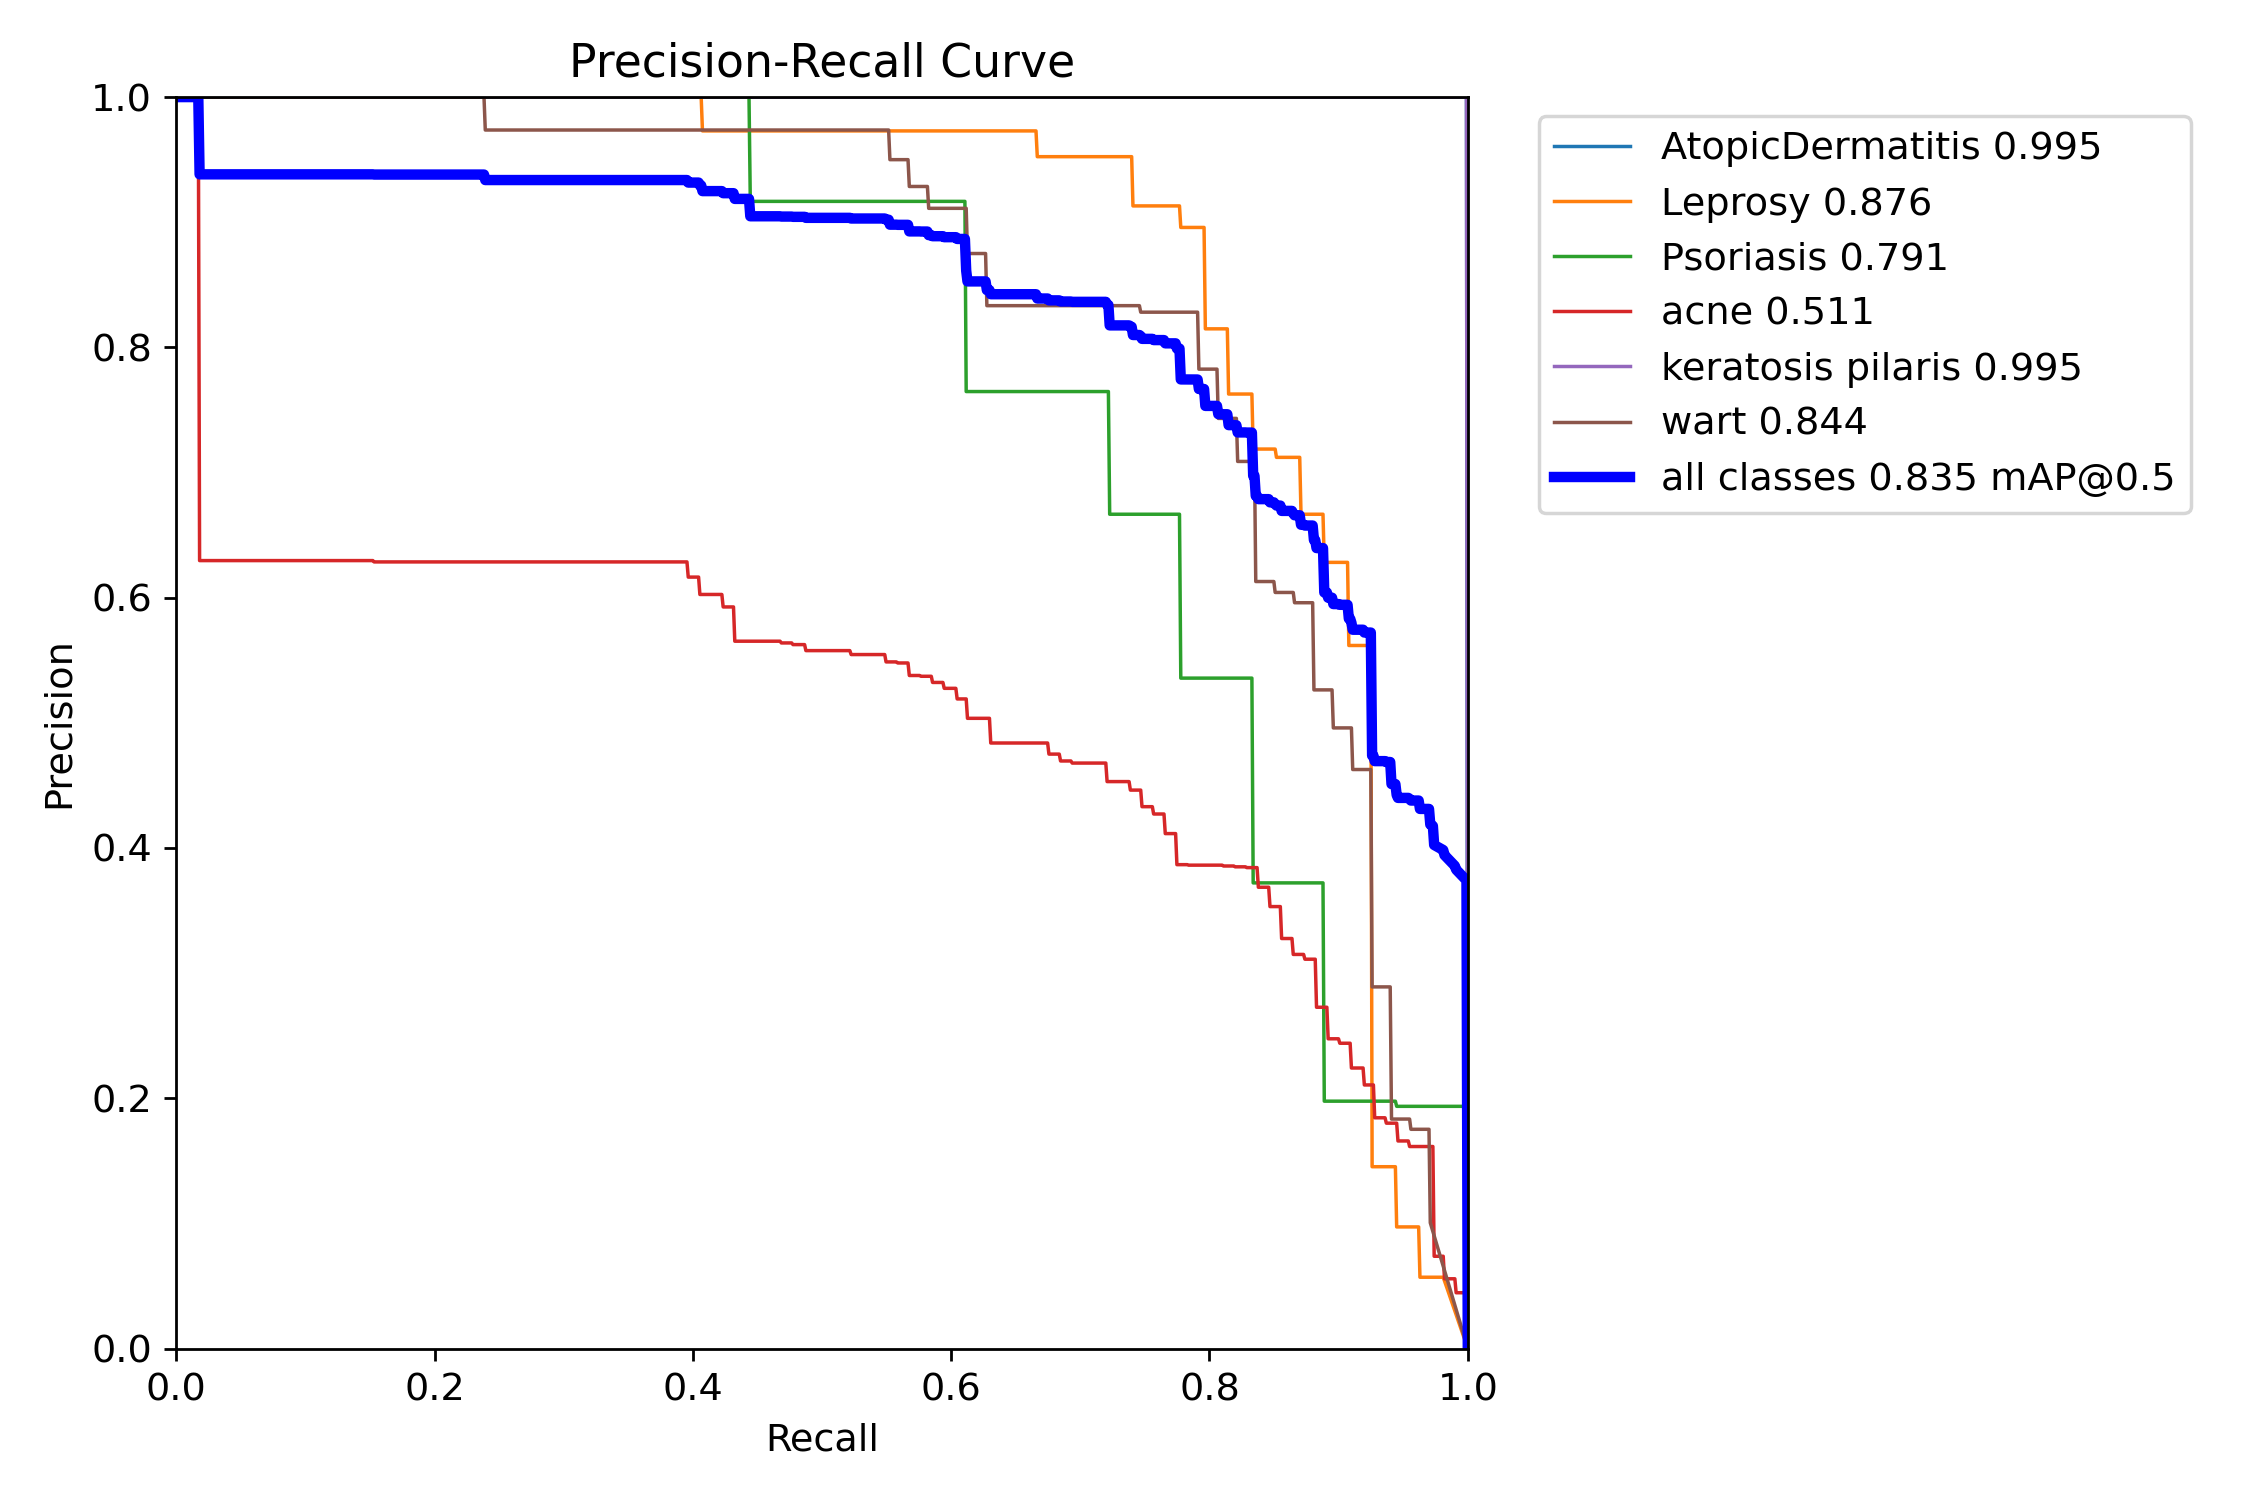 Precision-Recall Curve
1.0
0.8
0.6
0.4
0.2
0.0
Precision
0.0 0.2 0.4 0.6 0.8 1.0
Recall
AtopicDermatitis 0.995
Leprosy 0.876
Psoriasis 0.791
acne 0.511
keratosis pilaris 0.995
wart 0.844
all classes 0.835 mAP@0.5